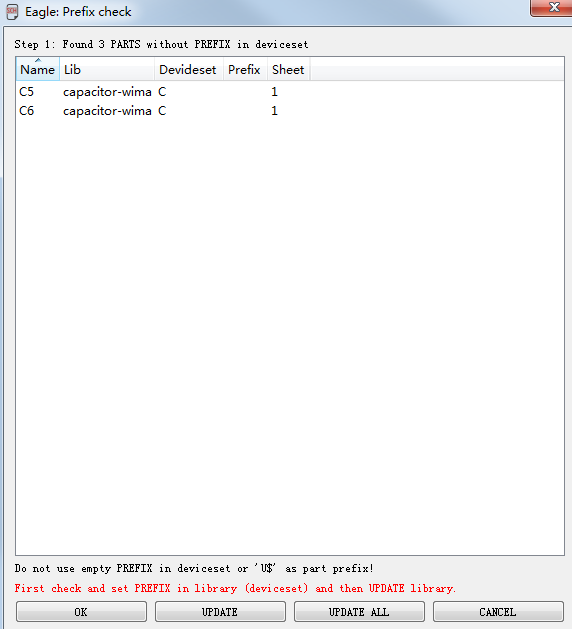 Eagle: Prefix check
Step 1: Found 3 PARTS without PREFIX in deviceset
Name Lib Devideset Prefix Sheet
C5 capacitor-wima C 1
C6 capacitor-wima C 1
Do not use empty PREFIX in deviceset or 'U$' as part prefix!
First check and set PREFIX in library (deviceset) and then UPDATE library.
OK UPDATE UPDATE ALL CANCEL